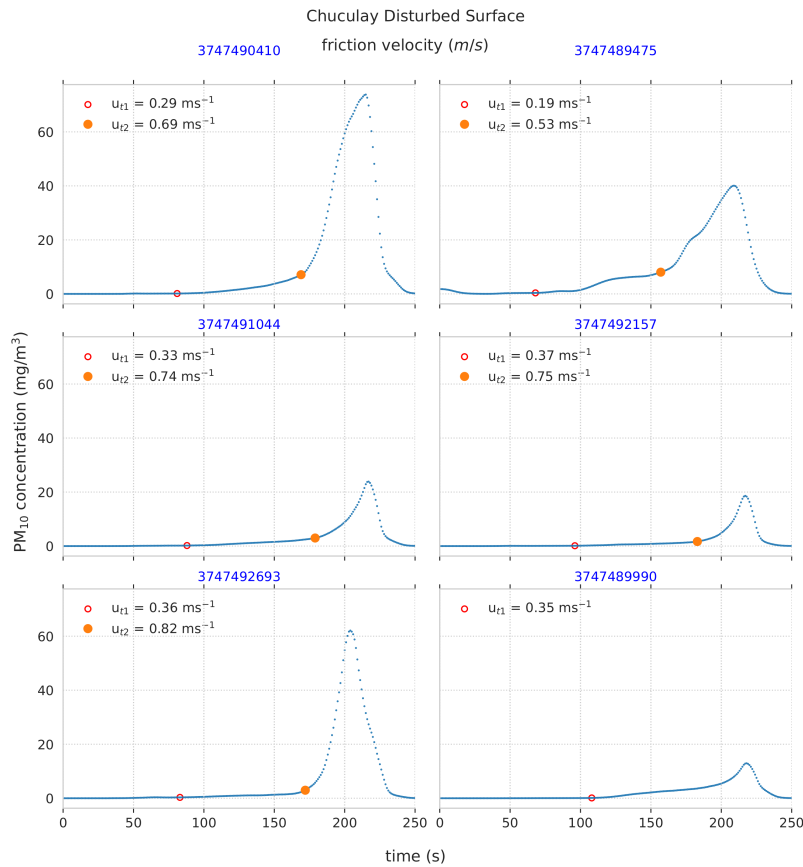 Chuculay Disturbed Surface
friction velocity (m/s)
3747490410
3747489475
u_t1 = 0.29 ms⁻¹
u_t2 = 0.69 ms⁻¹
u_t1 = 0.19 ms⁻¹
u_t2 = 0.53 ms⁻¹
60
40
20
0
3747491044
3747492157
u_t1 = 0.33 ms⁻¹
u_t2 = 0.74 ms⁻¹
u_t1 = 0.37 ms⁻¹
u_t2 = 0.75 ms⁻¹
60
40
20
0
PM₁₀ concentration (mg/m³)
3747492693
3747489990
u_t1 = 0.36 ms⁻¹
u_t2 = 0.82 ms⁻¹
u_t1 = 0.35 ms⁻¹
60
40
20
0
0 50 100 150 200 250 0 50 100 150 200 250
time (s)